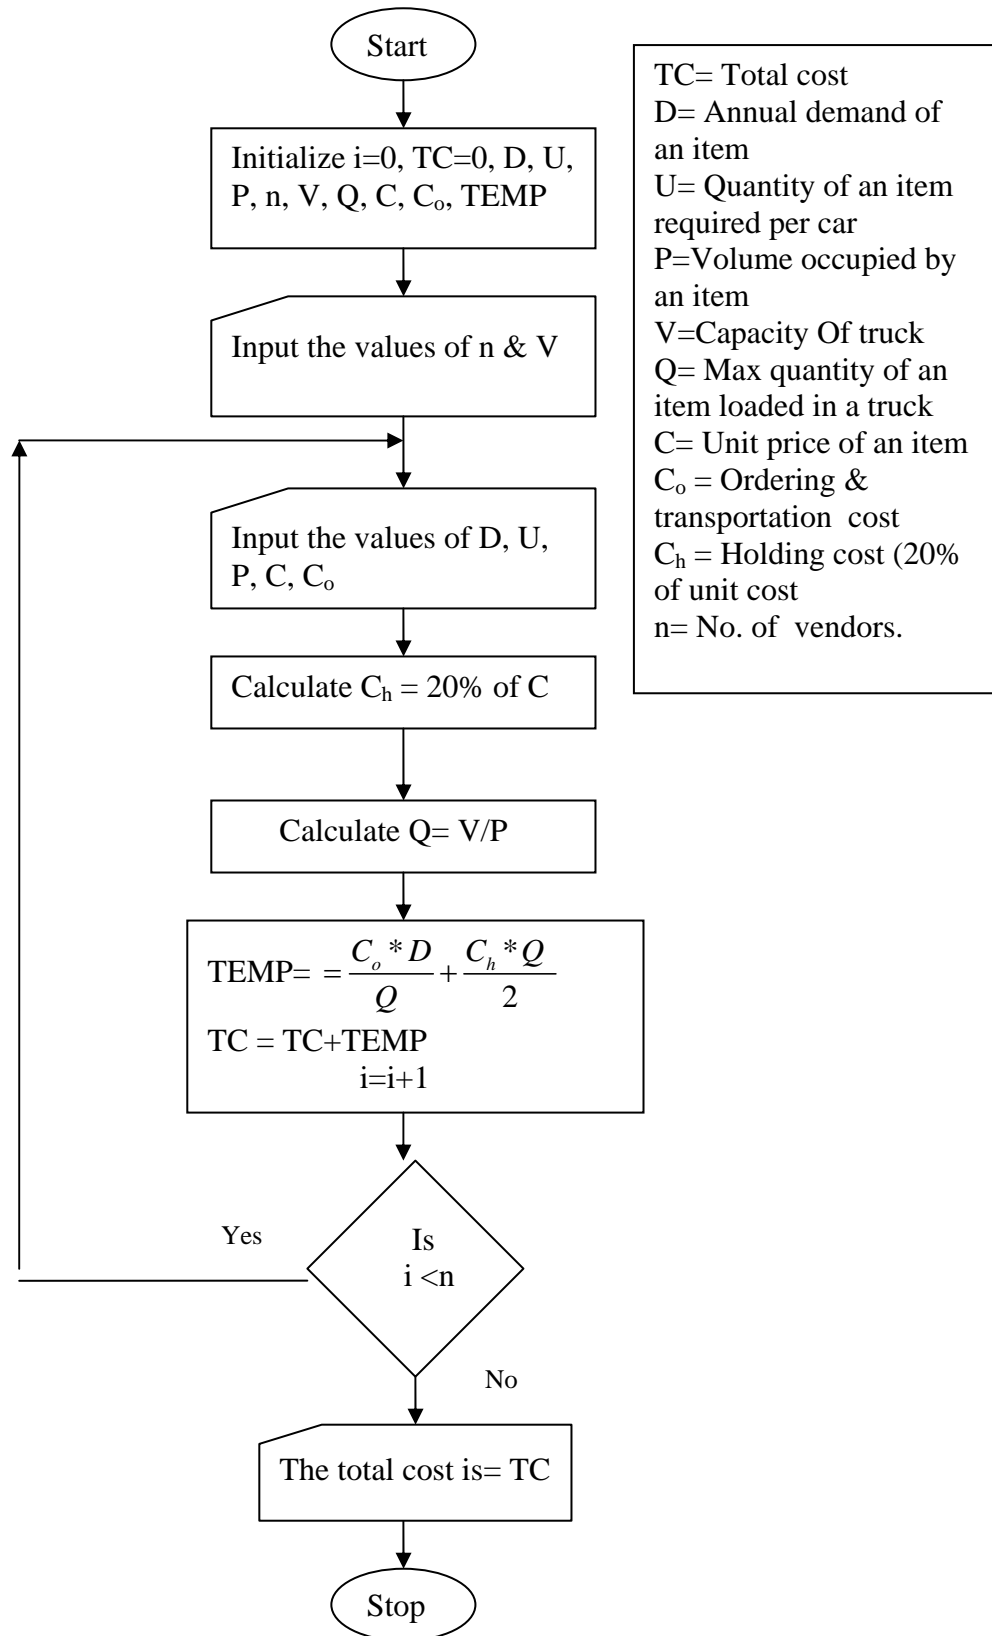 Start
Initialize i=0, TC=0, D, U,
P, n, V, Q, C, Cₒ, TEMP
Input the values of n & V
Input the values of D, U,
P, C, Cₒ
Calculate Cₕ = 20% of C
Calculate Q= V/P
TEMP= = Cₒ * D / Q + Cₕ * Q / 2
TC = TC+TEMP
i=i+1
Yes
Is
i <n
No
The total cost is= TC
Stop
TC= Total cost
D= Annual demand of
an item
U= Quantity of an item
required per car
P=Volume occupied by
an item
V=Capacity Of truck
Q= Max quantity of an
item loaded in a truck
C= Unit price of an item
Cₒ = Ordering &
transportation cost
Cₕ = Holding cost (20%
of unit cost
n= No. of vendors.